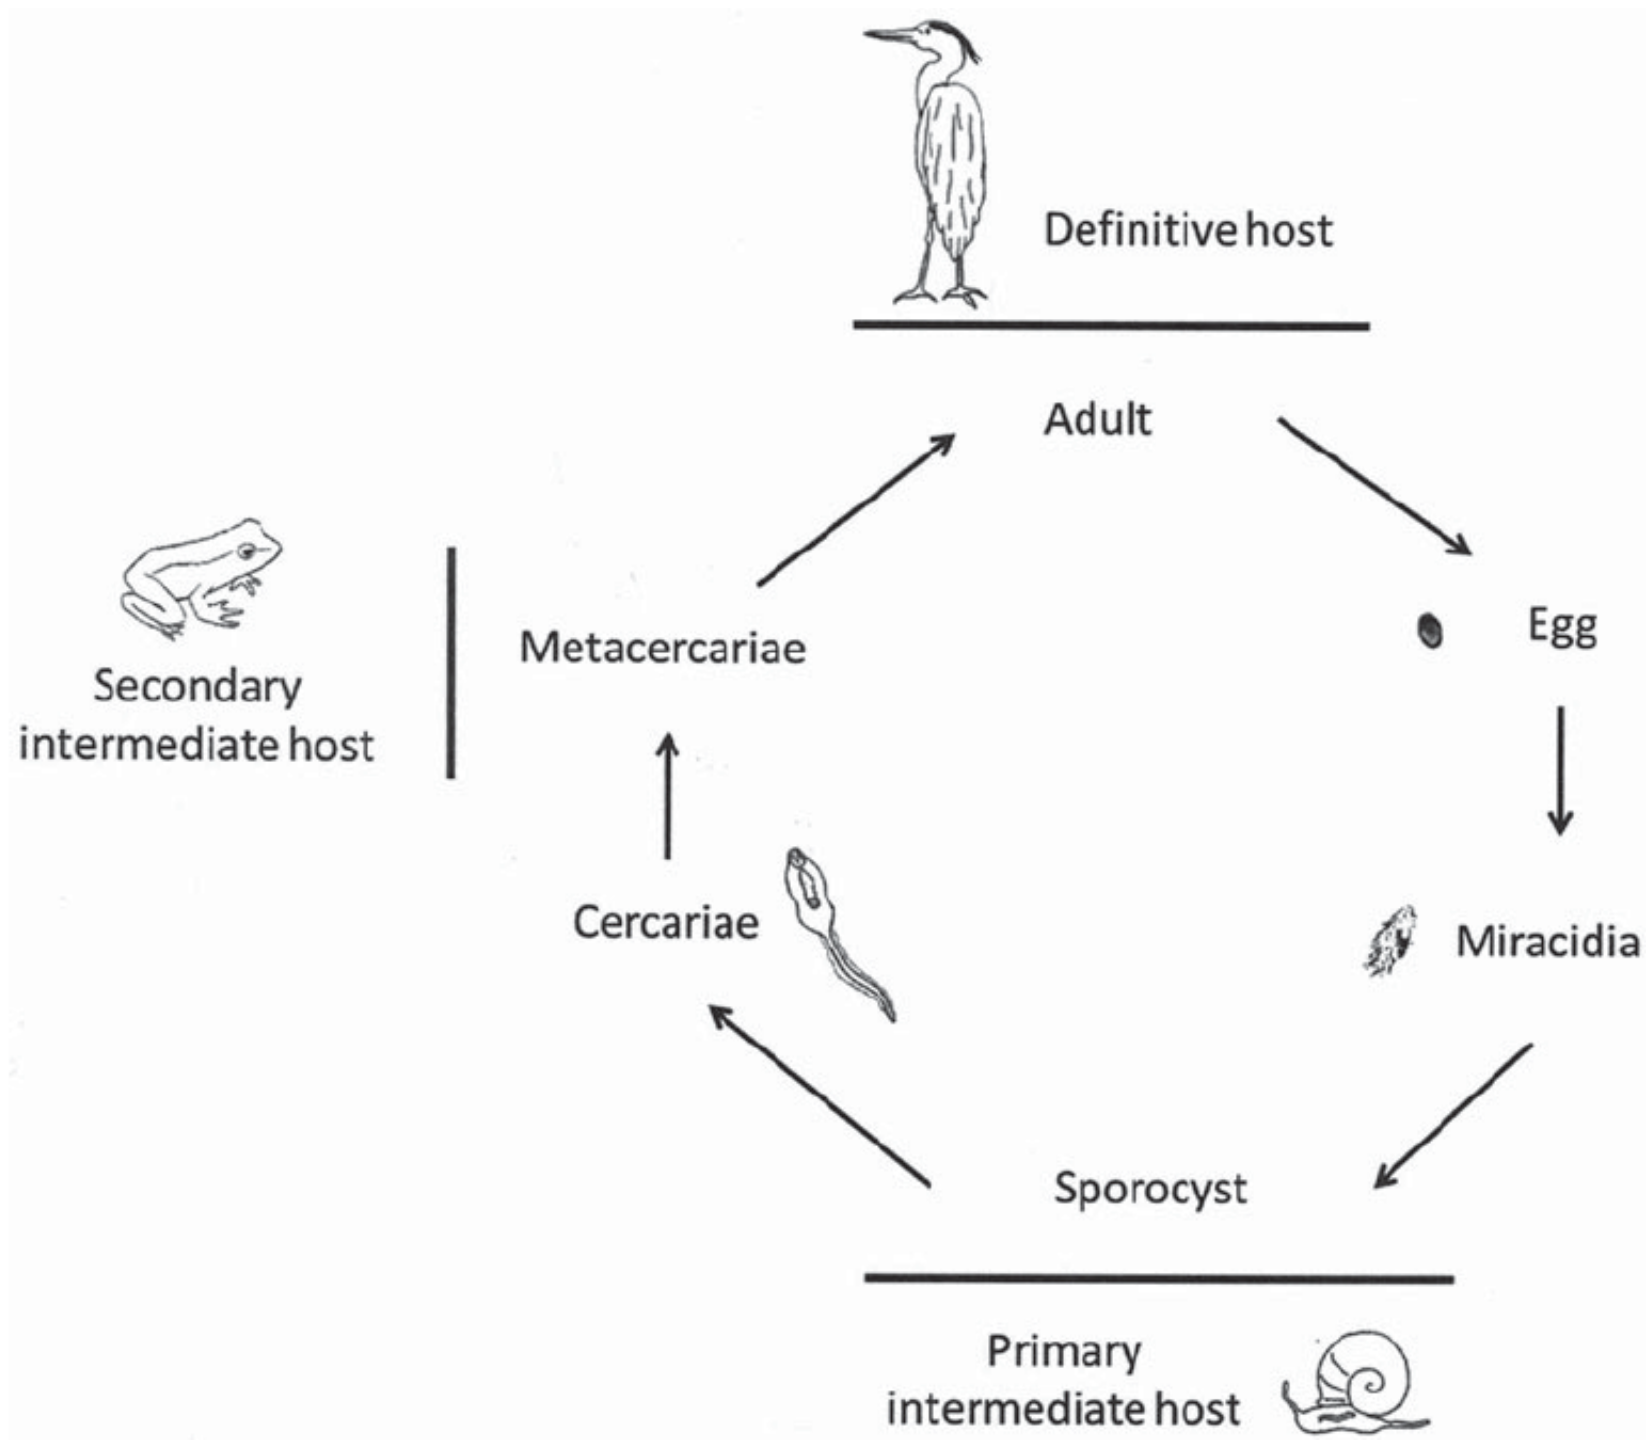 Definitive host
Adult
Egg
Metacercariae
Secondary
intermediate host
Cercariae
Miracidia
Sporocyst
Primary
intermediate host